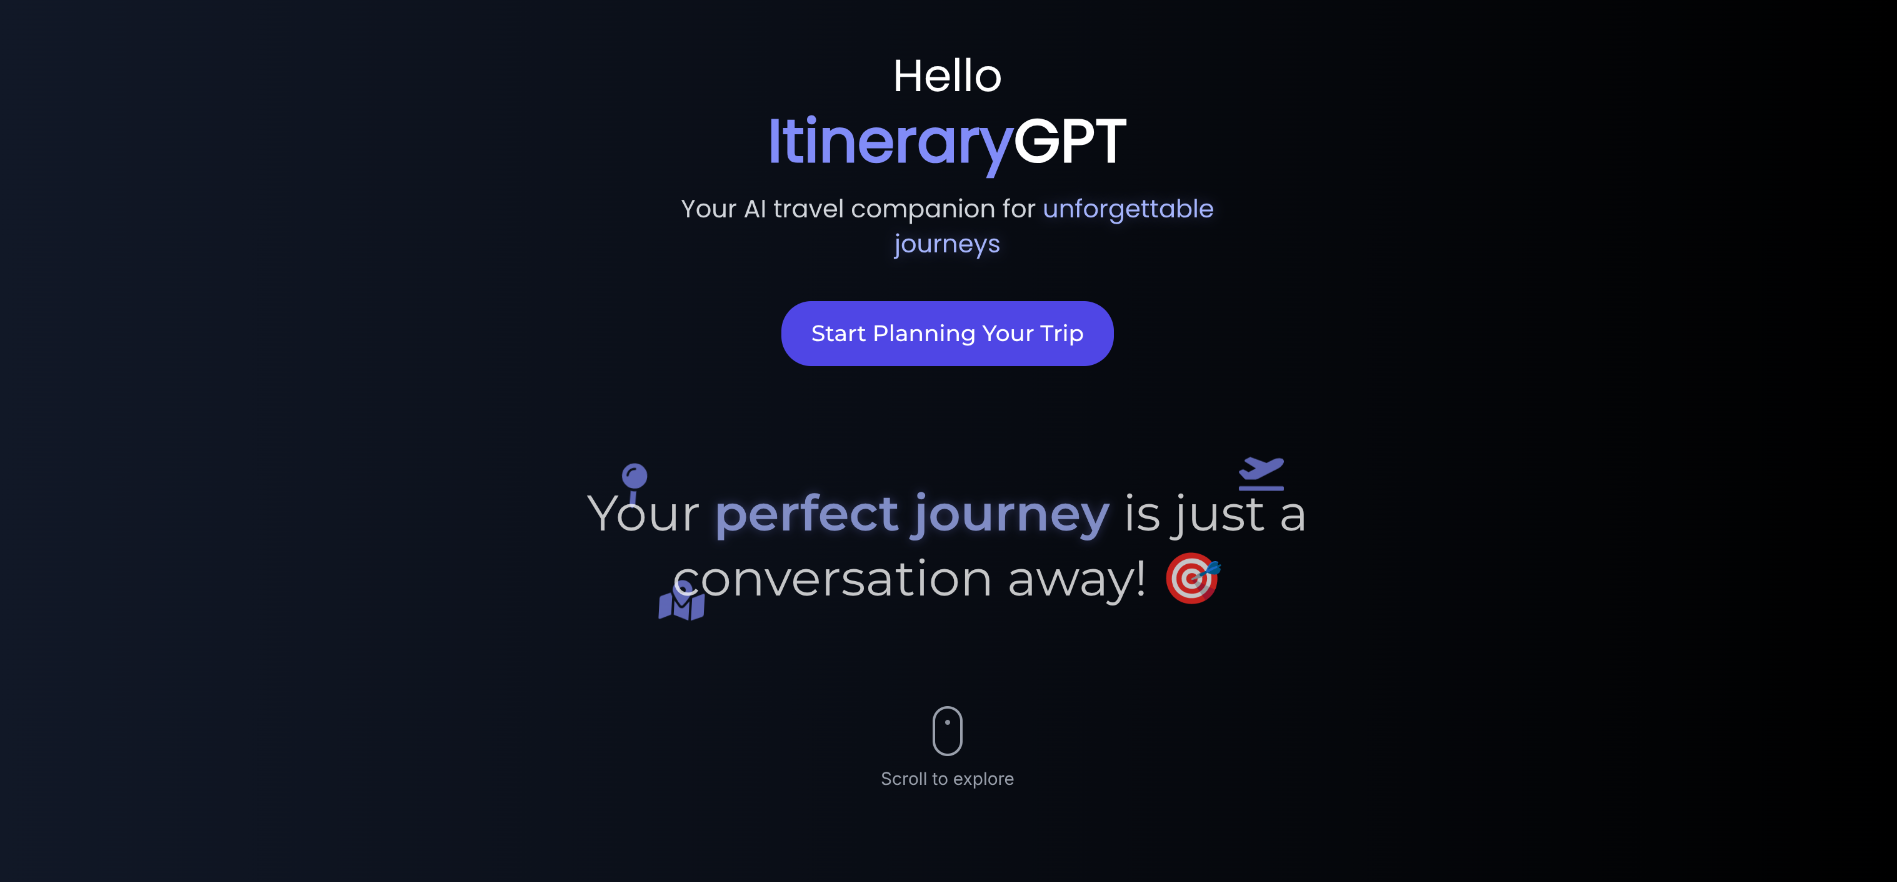 Hello
ItineraryGPT
Your AI travel companion for unforgettable
journeys
Start Planning Your Trip
Your perfect journey is just a
conversation away! 🎯
Scroll to explore